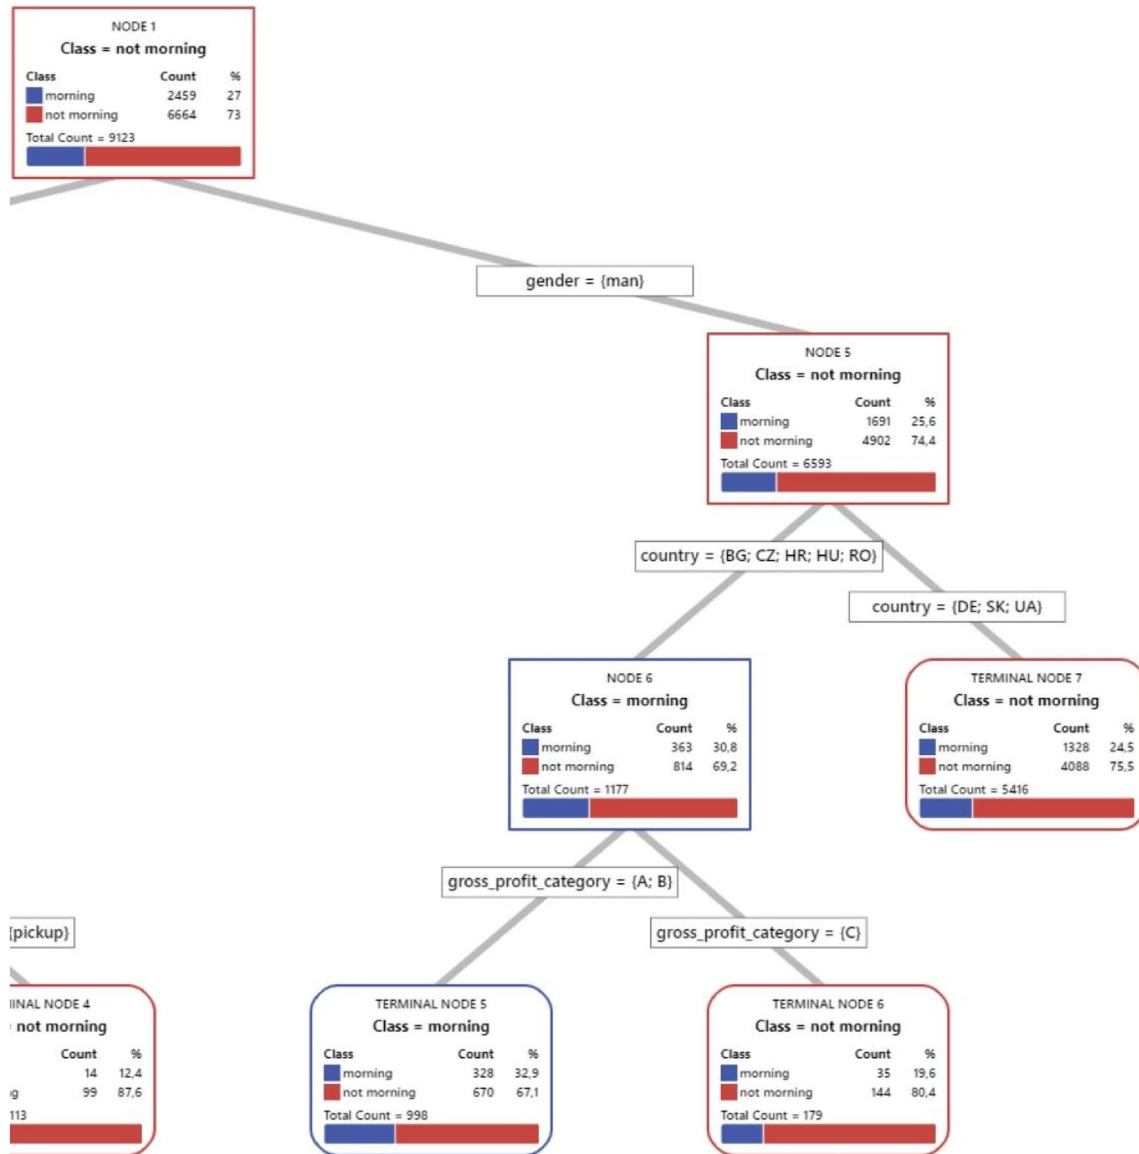 NODE 1
Class = not morning
Class Count %
morning 2459 27
not morning 6664 73
Total Count = 9123
gender = {man}
NODE 5
Class = not morning
Class Count %
morning 1691 25,6
not morning 4902 74,4
Total Count = 6593
country = {BG; CZ; HR; HU; RO}
country = {DE; SK; UA}
NODE 6
Class = morning
Class Count %
morning 363 30,8
not morning 814 69,2
Total Count = 1177
TERMINAL NODE 7
Class = not morning
Class Count %
morning 1328 24,5
not morning 4088 75,5
Total Count = 5416
gross_profit_category = {A; B}
gross_profit_category = {C}
pickup}
NODE 4
= not morning
Count %
14 12,4
99 87,6
113
TERMINAL NODE 5
Class = morning
Class Count %
morning 328 32,9
not morning 670 67,1
Total Count = 998
TERMINAL NODE 6
Class = not morning
Class Count %
morning 35 19,6
not morning 144 80,4
Total Count = 179